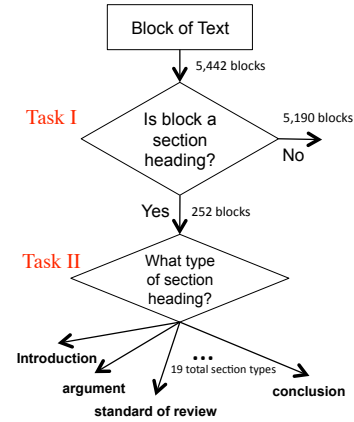 Block of Text
5,442 blocks
Task I
Is block a
section
heading?
5,190 blocks
No
Yes
252 blocks
Task II
What type
of section
heading?
Introduction
argument
standard of review
...
19 total section types
conclusion